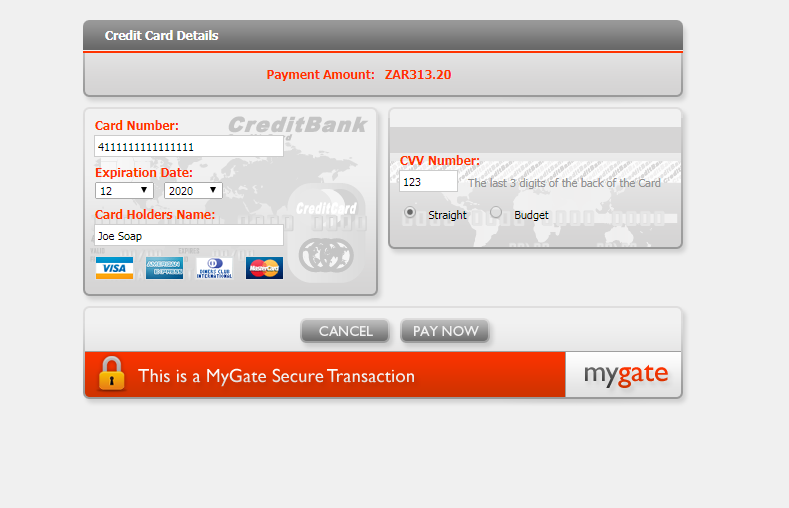 Credit Card Details
Payment Amount: ZAR313.20
CreditBank
Card Number:
4111111111111111
Expiration Date:
12 2020
CreditCard
Card Holders Name:
Joe Soap
VALID EXPIRES
VISA AMERICAN EXPRESS DINERS CLUB INTERNATIONAL MasterCard
CVV Number:
123 The last 3 digits of the back of the Card
Straight Budget
CANCEL PAY NOW
This is a MyGate Secure Transaction
mygate